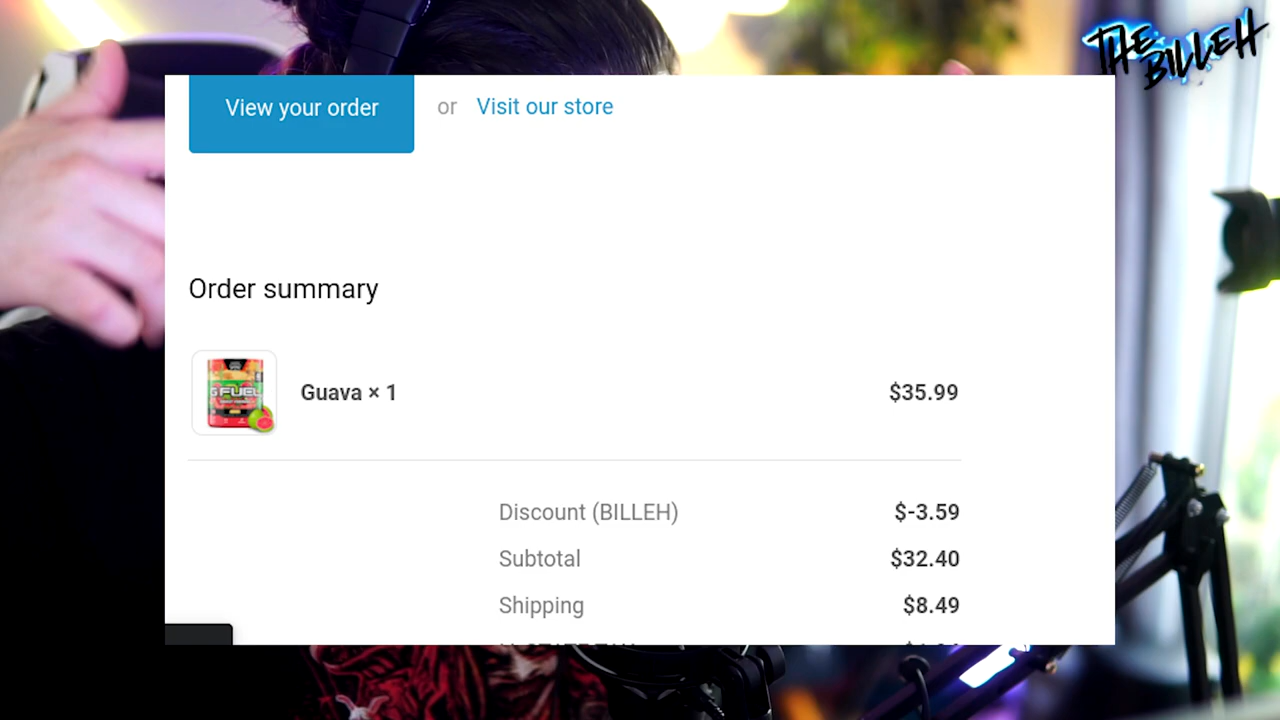 THE
BILLEH
View your order or Visit our store
Order summary
G FUEL
Guava × 1 $35.99
Discount (BILLEH) $-3.59
Subtotal $32.40
Shipping $8.49